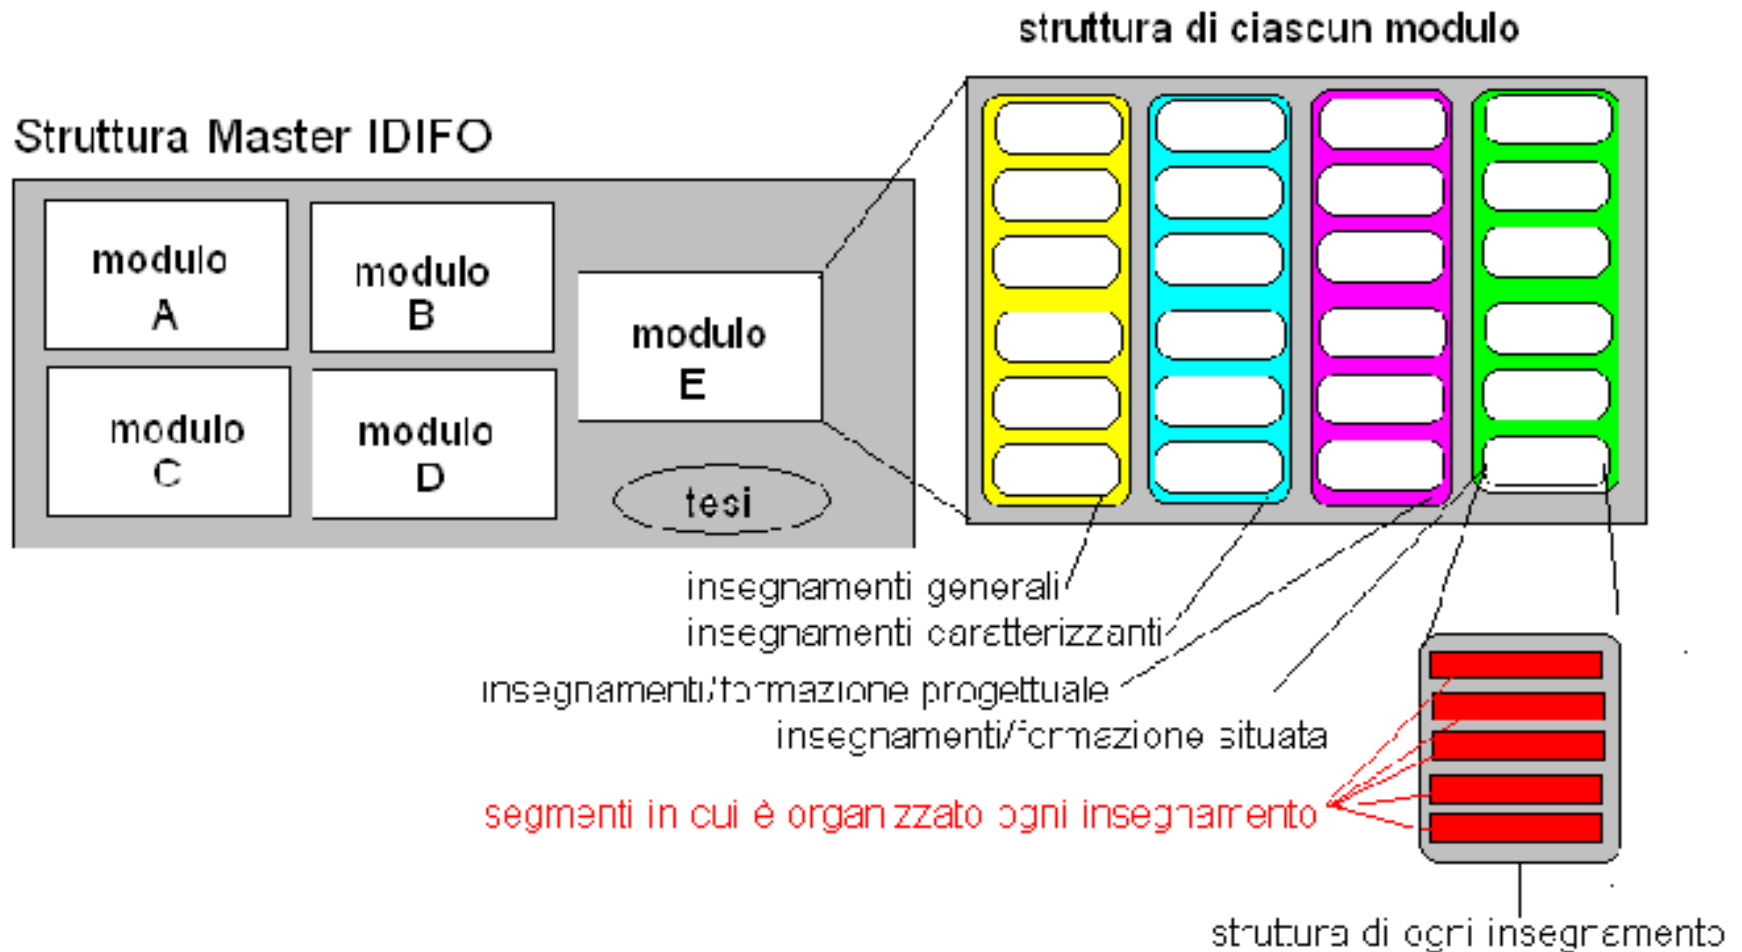 struttura di ciascun modulo
Struttura Master IDIFO
modulo
A
modulo
B
modulo
C
modulo
D
modulo
E
tesi
insegnamenti generali
insegnamenti caratterizzanti
insegnamenti/formazione progettuale
insegnamenti/formazione situata
segmenti in cui è organizzato ogni insegnamento
struttura di ogni insegnamento